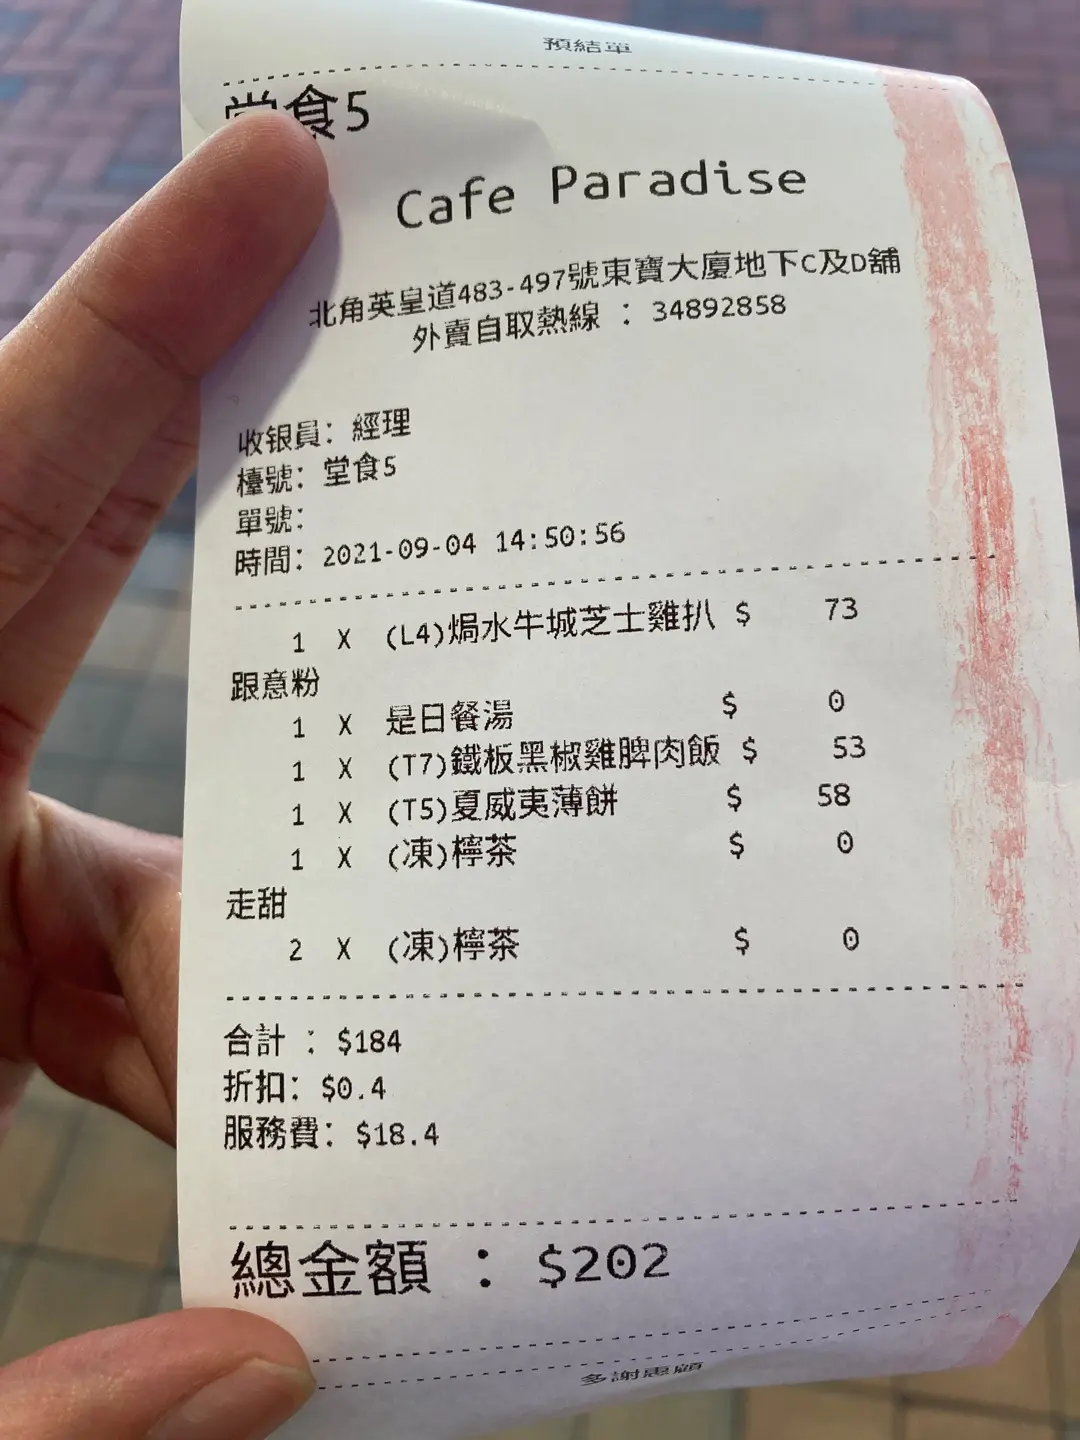 預結單
堂食5
Cafe Paradise
北角英皇道483-497號東寶大廈地下C及D舖
外賣自取熱線 : 34892858
收银員: 經理
檯號: 堂食5
單號:
時間: 2021-09-04 14:50:56
1 X (L4)焗水牛城芝士雞扒 $ 73
跟意粉
1 X 是日餐湯 $ 0
1 X (T7)鐵板黑椒雞脾肉飯 $ 53
1 X (T5)夏威夷薄餅 $ 58
1 X (凍)檸茶 $ 0
走甜
2 X (凍)檸茶 $ 0
合計 : $184
折扣: $0.4
服務費: $18.4
總金額 : $202
多謝惠顧